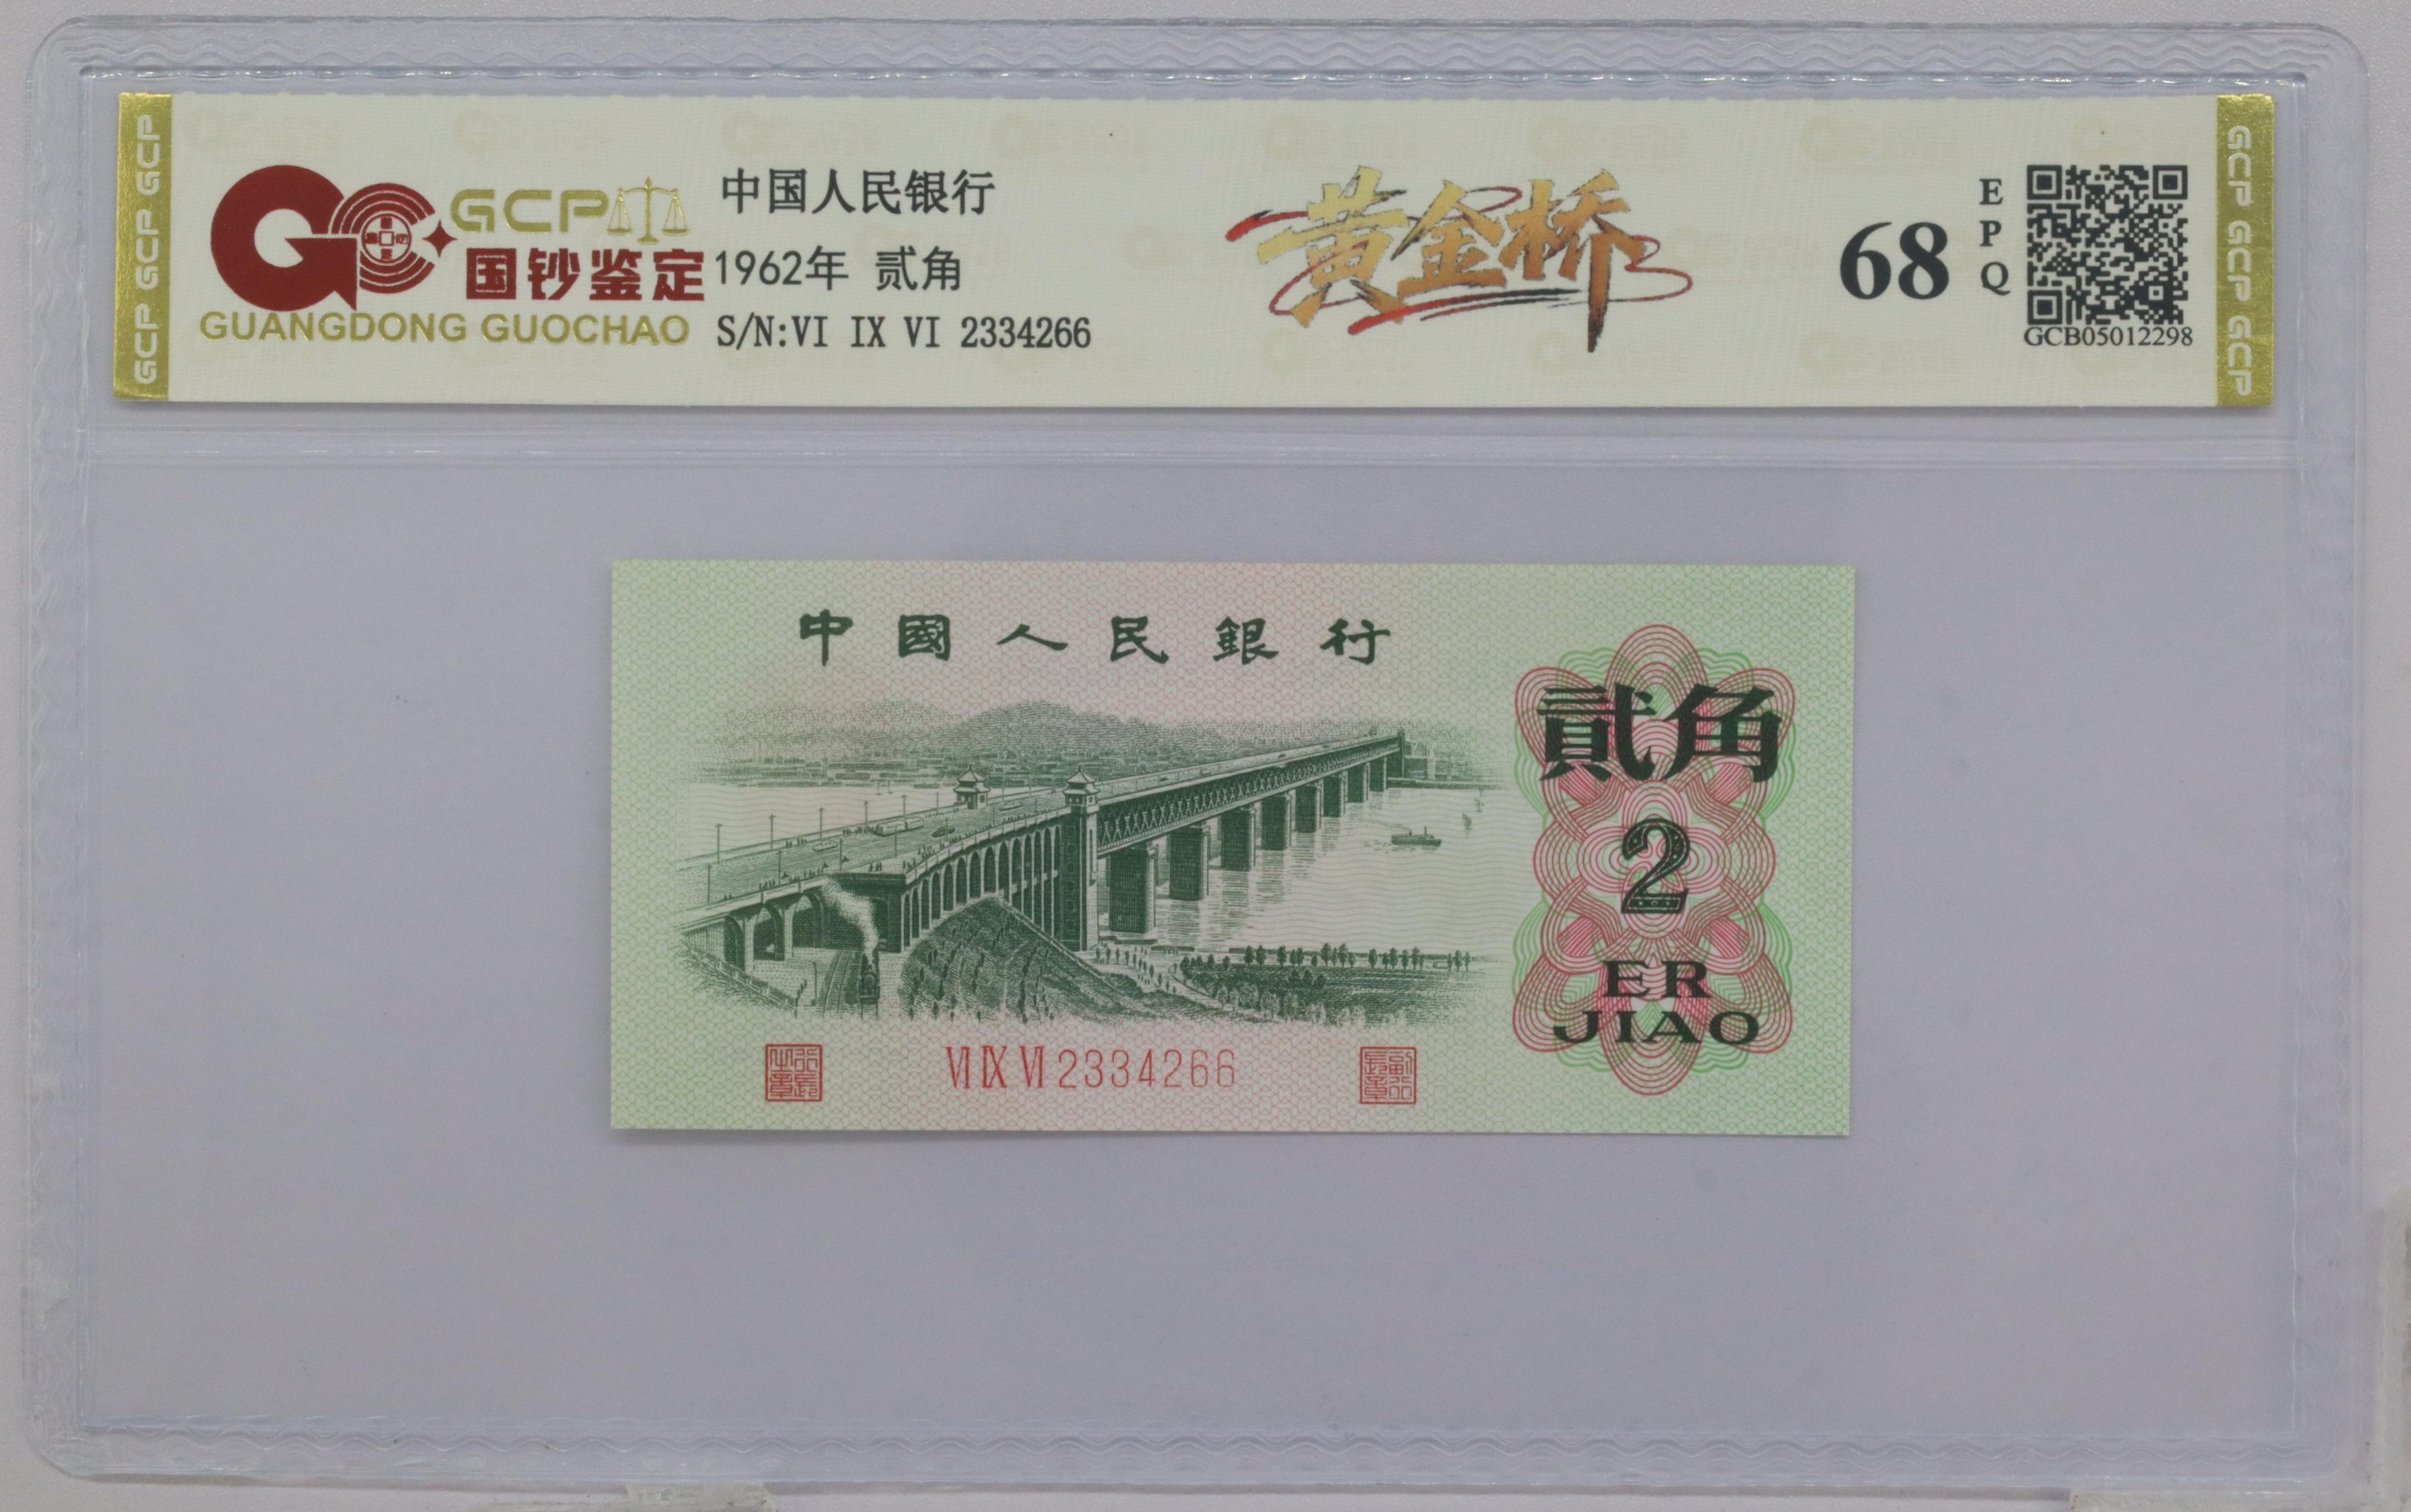 GCP GCP GCP
GCP
国钞鉴定
GUANGDONG GUOCHAO
中国人民银行
1962年 贰角
S/N:VI IX VI 2334266
黄金桥
68
EPQ
GCB05012298
GCP GCP GCP
中國人民銀行
貳角
2
ER
JIAO
VI IX VI 2334266